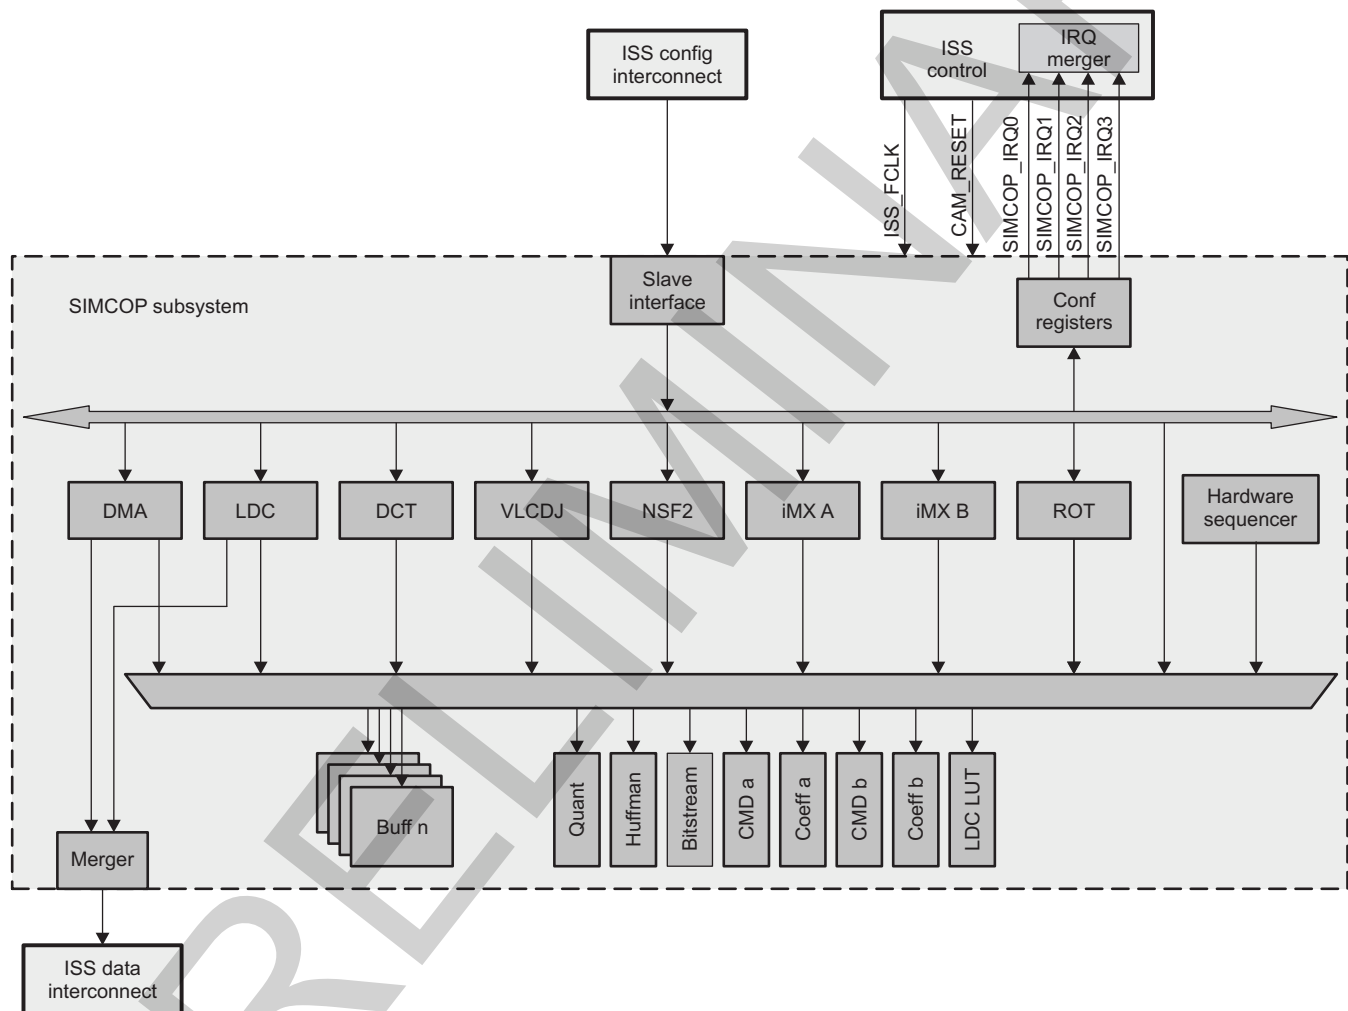 ISS config
interconnect
ISS
control
IRQ
merger
ISS_FCLK
CAM_RESET
SIMCOP_IRQ0
SIMCOP_IRQ1
SIMCOP_IRQ2
SIMCOP_IRQ3
SIMCOP subsystem
Slave
interface
Conf
registers
DMA
LDC
DCT
VLCDJ
NSF2
iMX A
iMX B
ROT
Hardware
sequencer
Buff n
Quant
Huffman
Bitstream
CMD a
Coeff a
CMD b
Coeff b
LDC LUT
Merger
ISS data
interconnect
RELIMINA